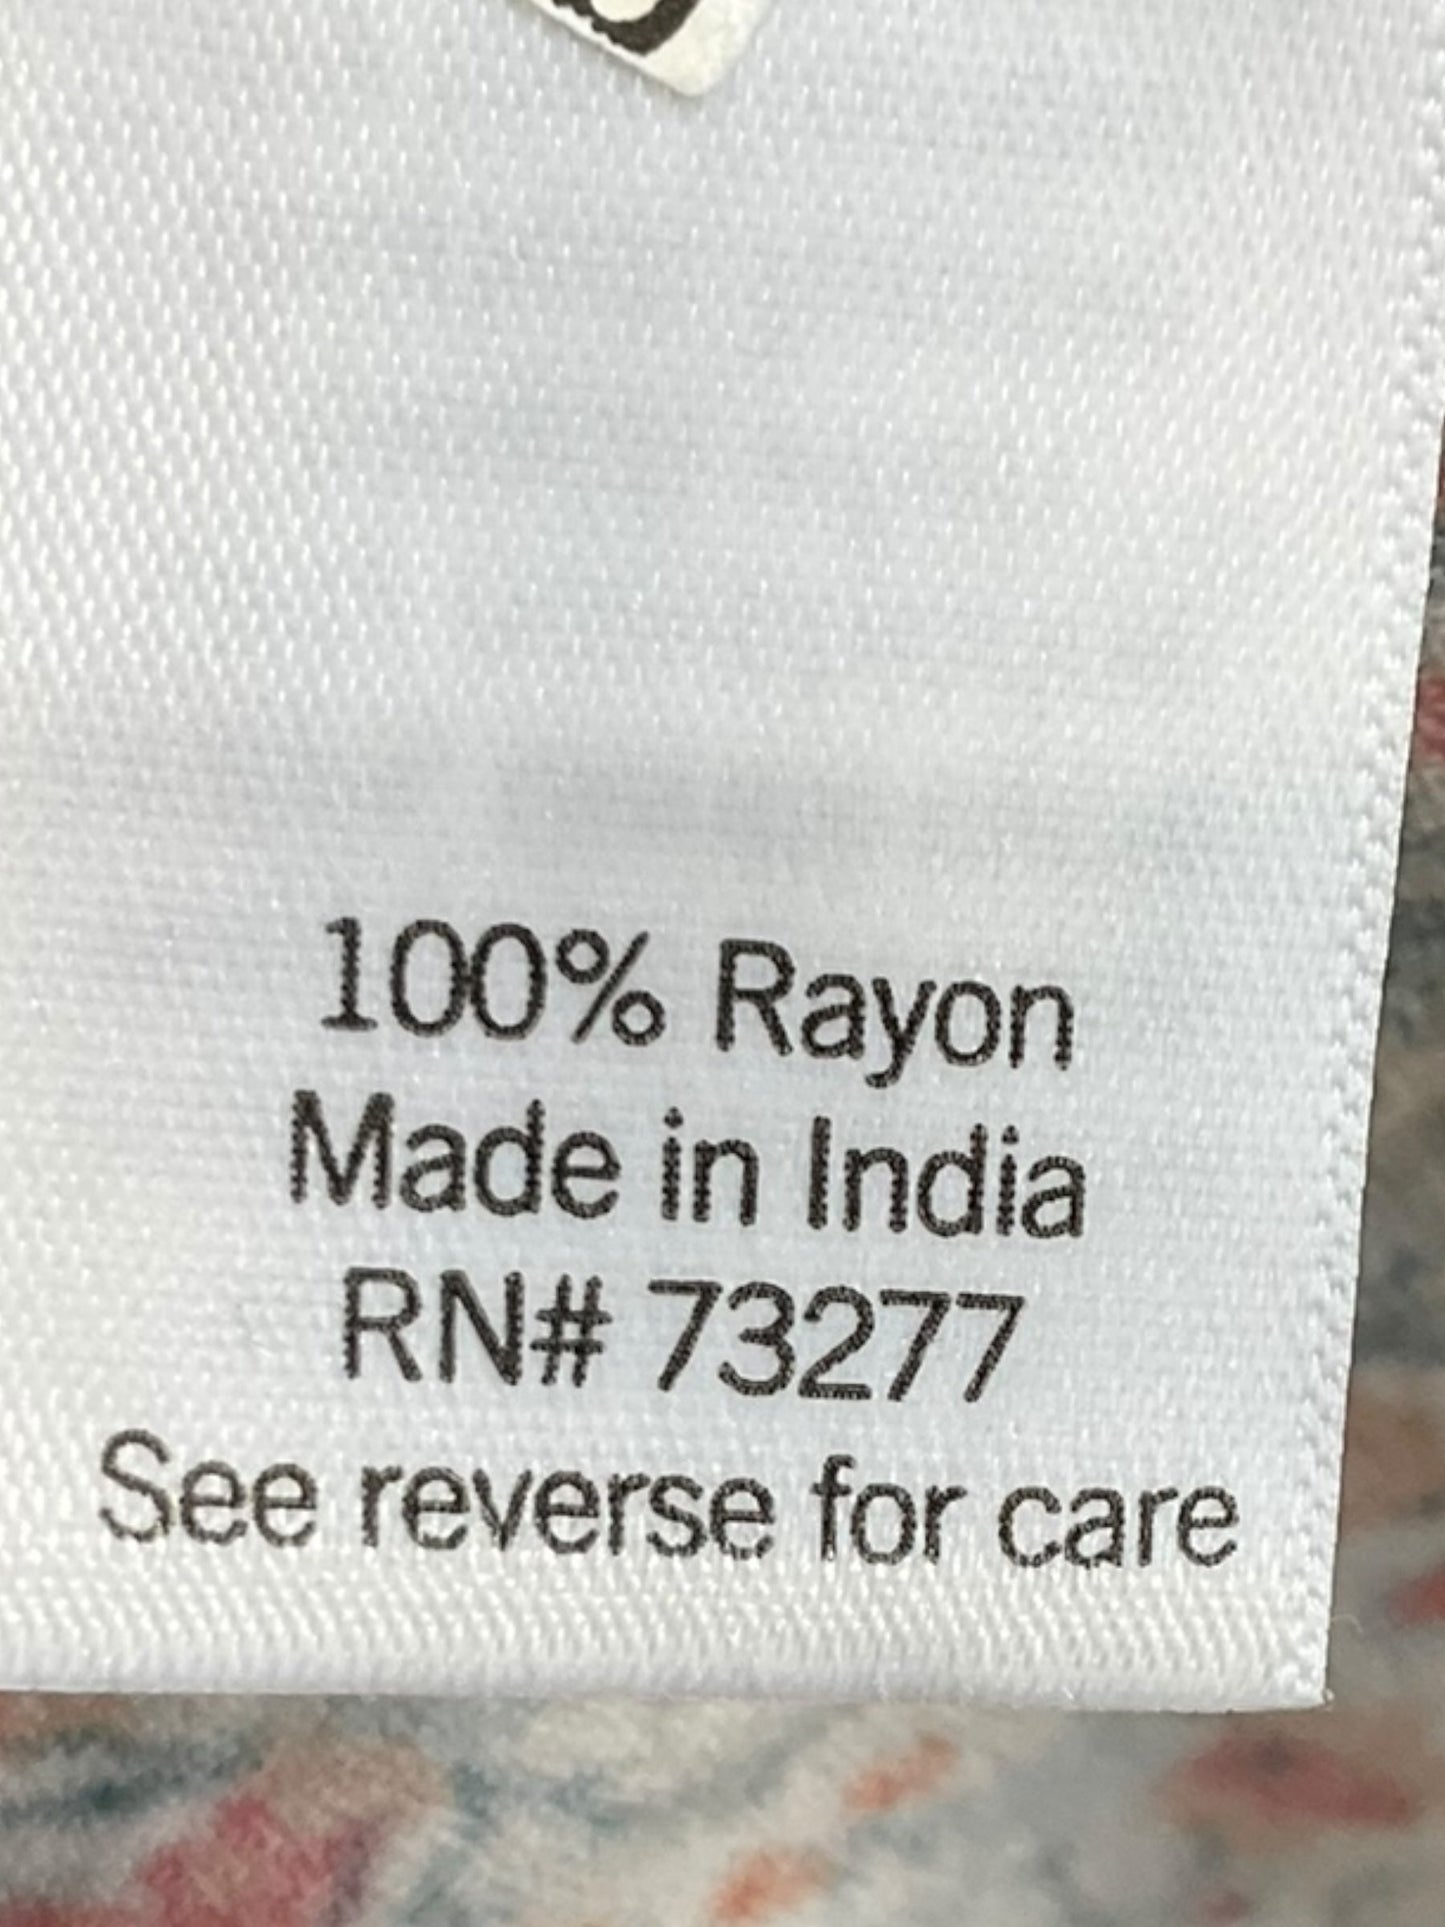 100% Rayon
Made in India
RN# 73277
See reverse for care